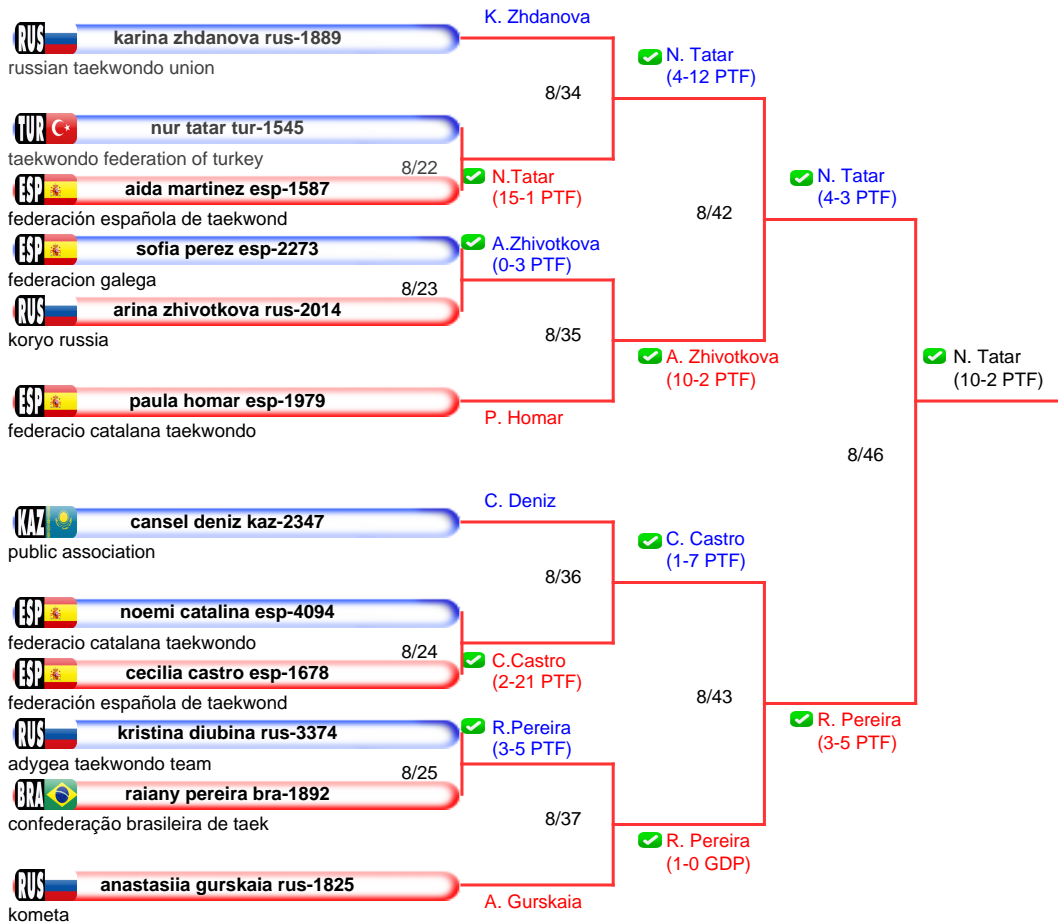 K. Zhdanova
RUS karina zhdanova rus-1889
russian taekwondo union
N. Tatar
(4-12 PTF)
8/34
TUR nur tatar tur-1545
taekwondo federation of turkey
8/22
N.Tatar
(15-1 PTF)
ESP aida martinez esp-1587
federación española de taekwond
N. Tatar
(4-3 PTF)
8/42
ESP sofia perez esp-2273
federacion galega
A.Zhivotkova
(0-3 PTF)
8/23
RUS arina zhivotkova rus-2014
koryo russia
8/35
A. Zhivotkova
(10-2 PTF)
N. Tatar
(10-2 PTF)
ESP paula homar esp-1979
federacio catalana taekwondo
P. Homar
8/46
C. Deniz
KAZ cansel deniz kaz-2347
public association
C. Castro
(1-7 PTF)
8/36
ESP noemi catalina esp-4094
federacio catalana taekwondo
8/24
C.Castro
(2-21 PTF)
ESP cecilia castro esp-1678
federación española de taekwond
8/43
RUS kristina diubina rus-3374
adygea taekwondo team
R.Pereira
(3-5 PTF)
R. Pereira
(3-5 PTF)
8/25
BRA raiany pereira bra-1892
confederação brasileira de taek
8/37
R. Pereira
(1-0 GDP)
RUS anastasiia gurskaia rus-1825
kometa
A. Gurskaia